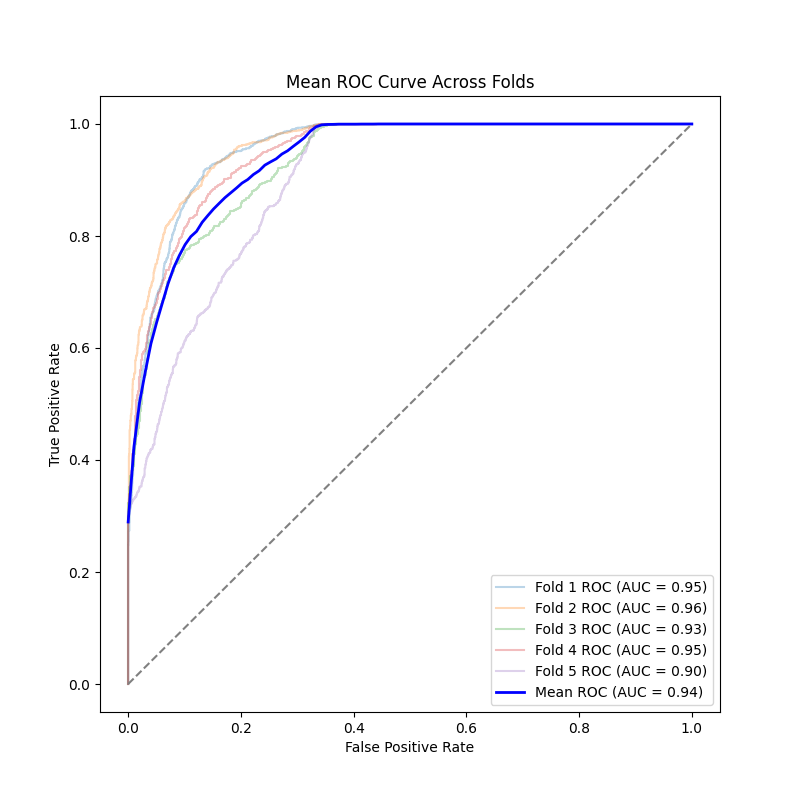 Mean ROC Curve Across Folds
True Positive Rate
1.0
0.8
0.6
0.4
0.2
0.0
0.0 0.2 0.4 0.6 0.8 1.0
False Positive Rate
Fold 1 ROC (AUC = 0.95)
Fold 2 ROC (AUC = 0.96)
Fold 3 ROC (AUC = 0.93)
Fold 4 ROC (AUC = 0.95)
Fold 5 ROC (AUC = 0.90)
Mean ROC (AUC = 0.94)